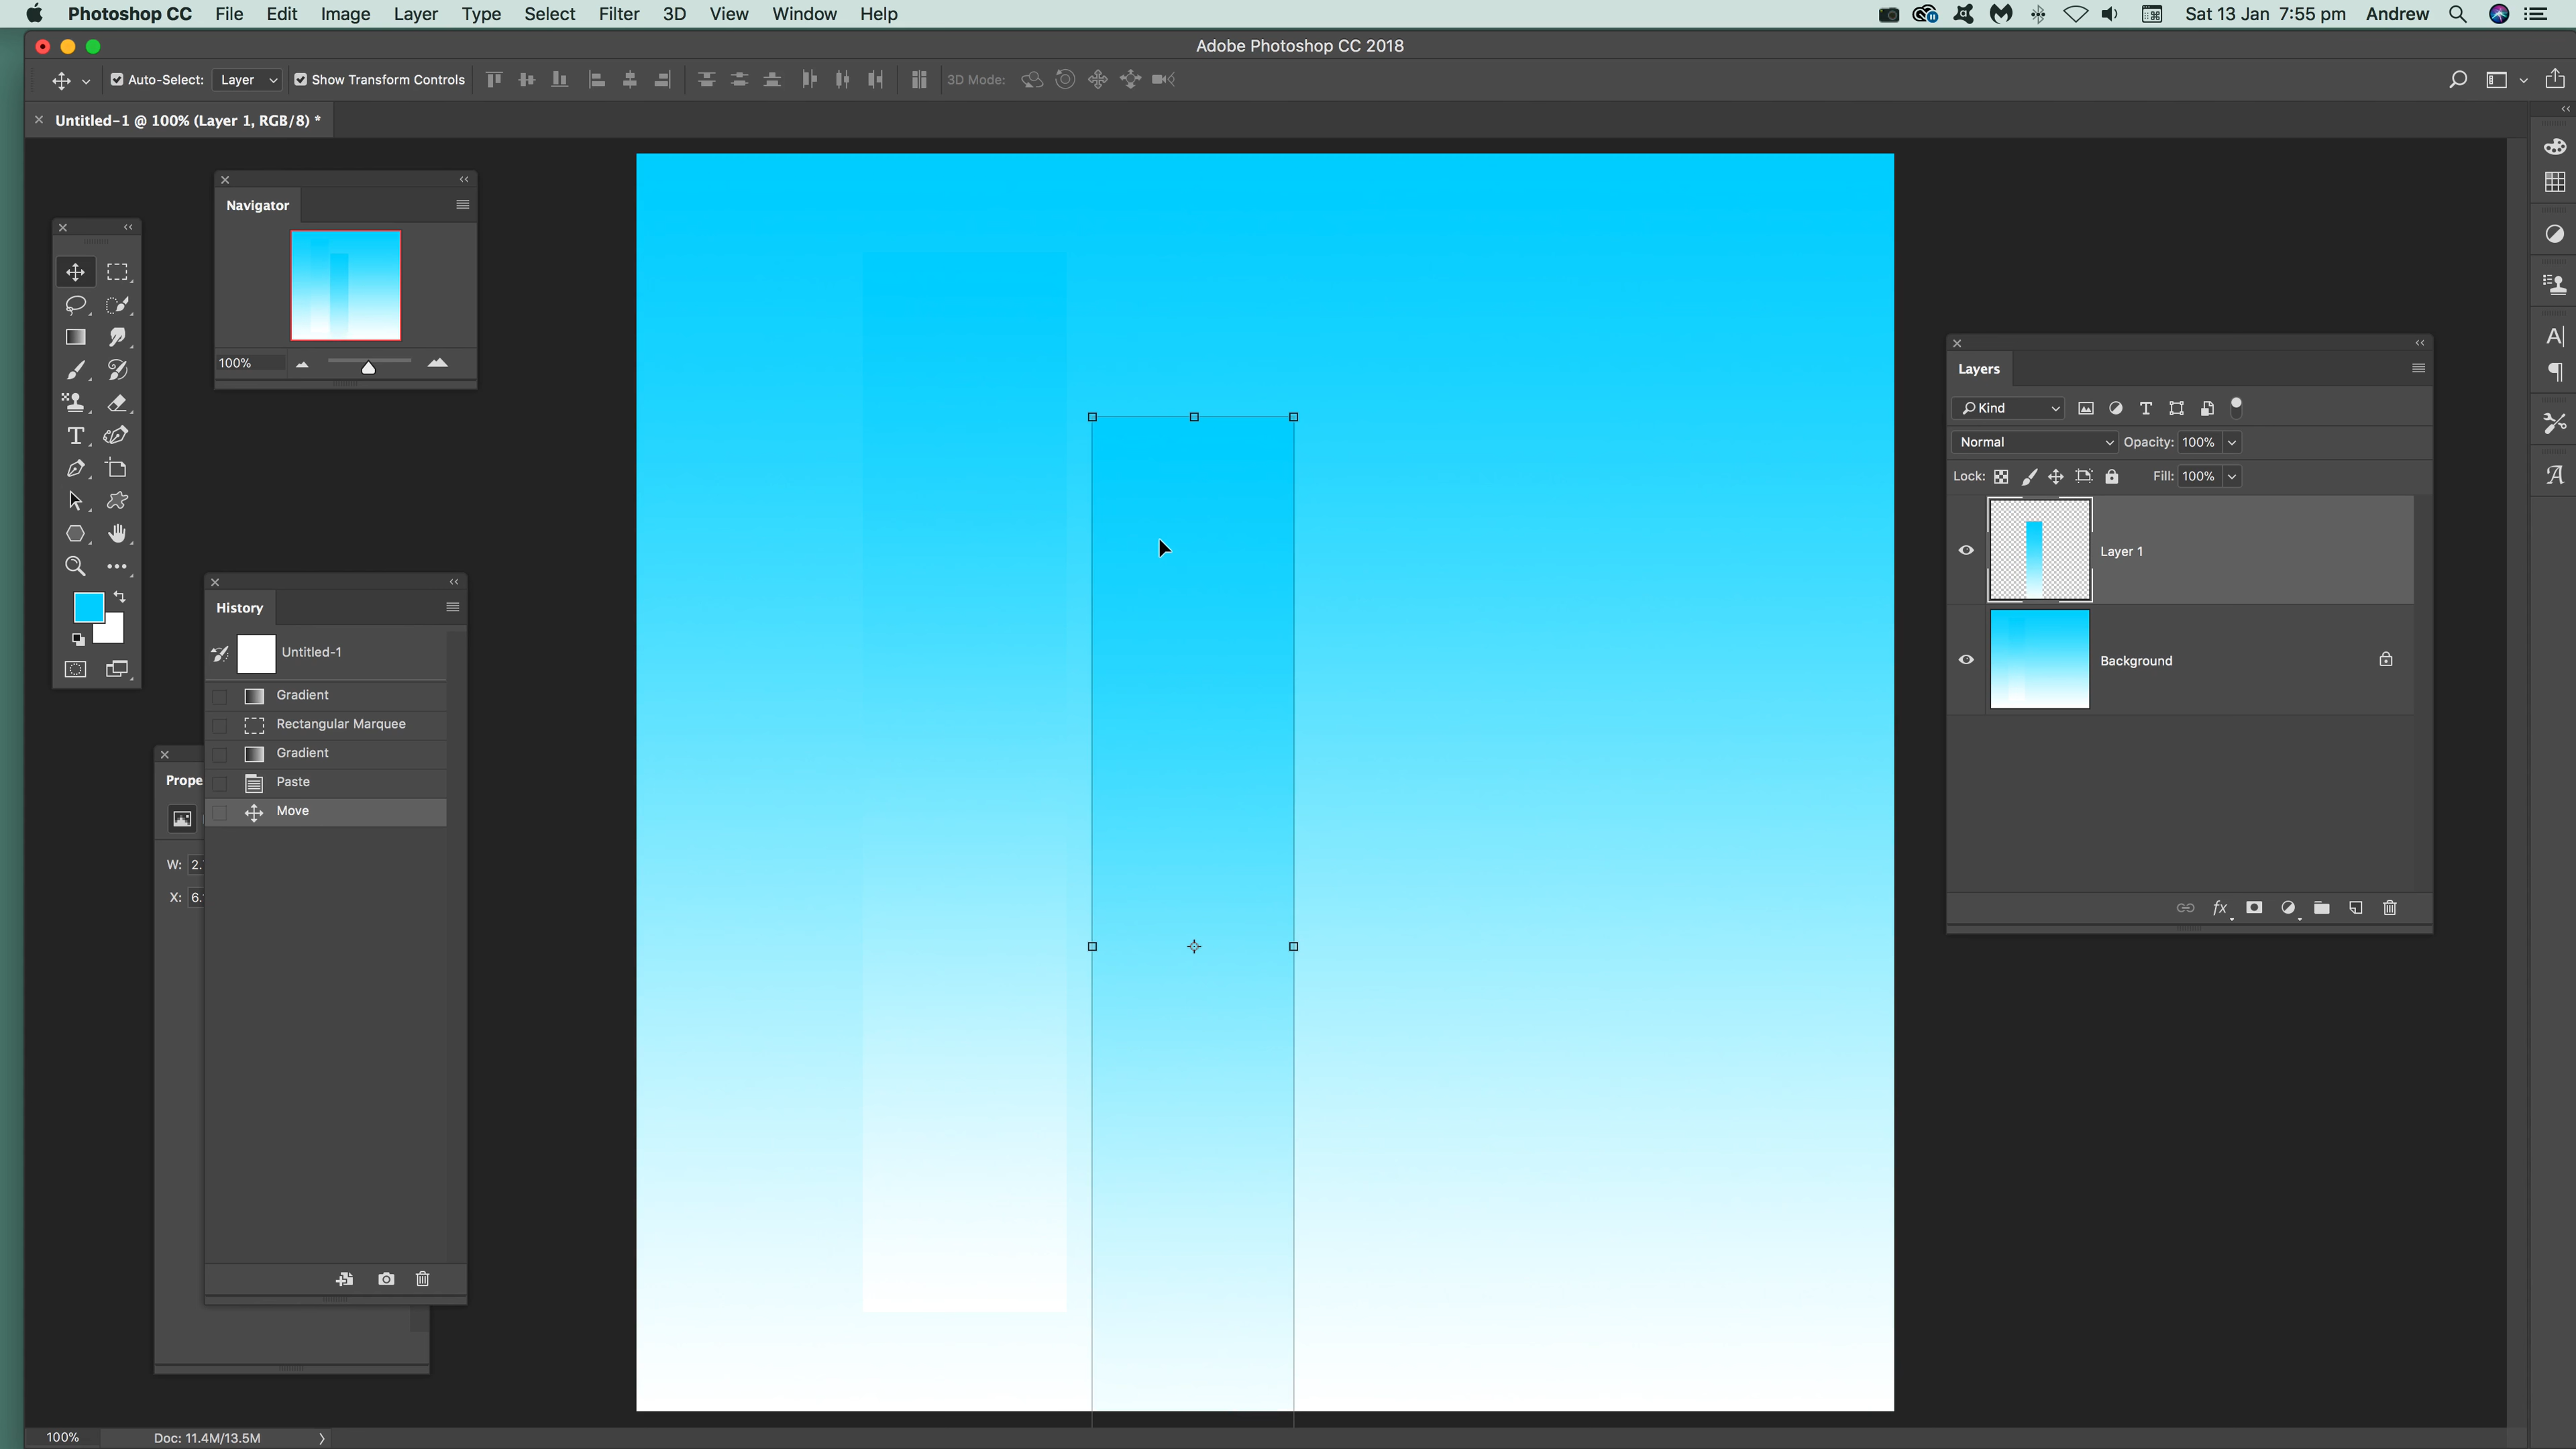 Photoshop CC File Edit Image Layer Type Select Filter 3D View Window Help Sat 13 Jan 7:55 pm Andrew
Adobe Photoshop CC 2018
Auto-Select: Layer Show Transform Controls 3D Mode:
Untitled-1 @ 100% (Layer 1, RGB/8) *
Navigator
100%
Layers
Kind
Normal Opacity: 100%
Lock: Fill: 100%
Layer 1
Background
History
Untitled-1
Gradient
Rectangular Marquee
Gradient
Paste
Move
Prope
W: 2.
X: 6.
100% Doc: 11.4M/13.5M